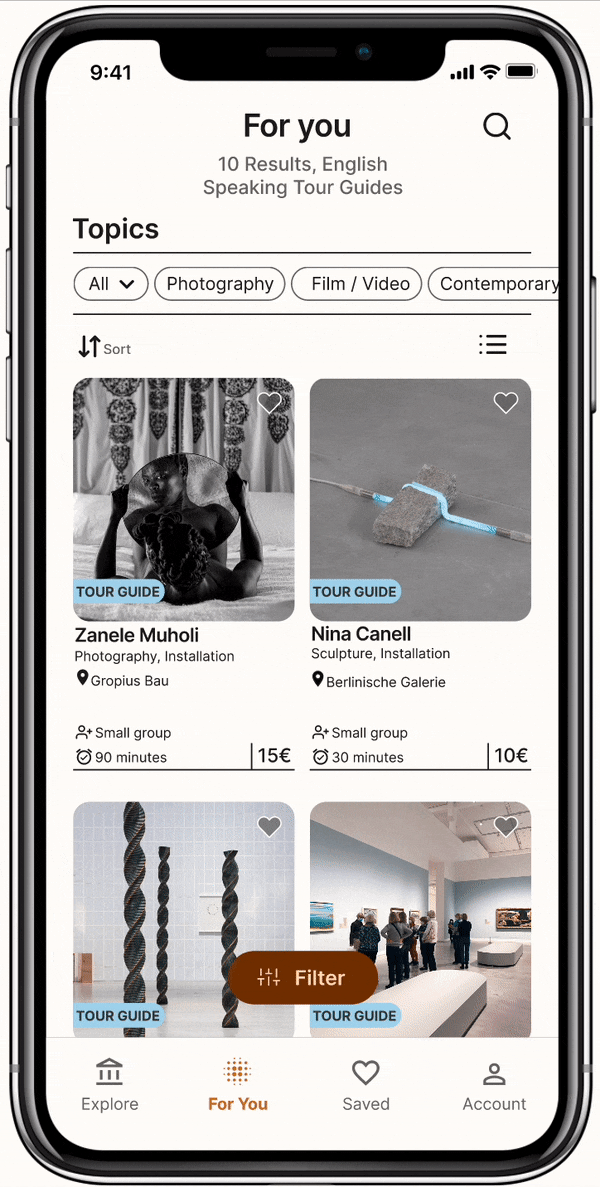 9:41
For you
10 Results, English
Speaking Tour Guides
Topics
All
Photography
Film / Video
Contemporary
Sort
TOUR GUIDE
TOUR GUIDE
Zanele Muholi
Photography, Installation
Gropius Bau
Small group
90 minutes
15€
Nina Canell
Sculpture, Installation
Berlinische Galerie
Small group
30 minutes
10€
TOUR GUIDE
TOUR GUIDE
Filter
Explore
For You
Saved
Account